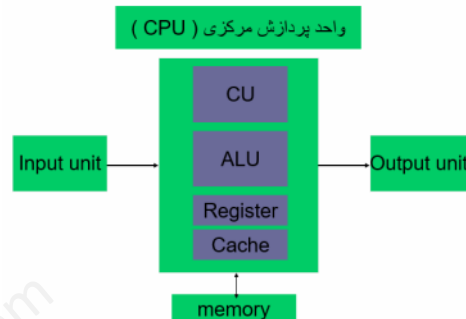 واحد پردازش مرکزی ( CPU )
CU
Input unit
ALU
Output unit
Register
Cache
memory